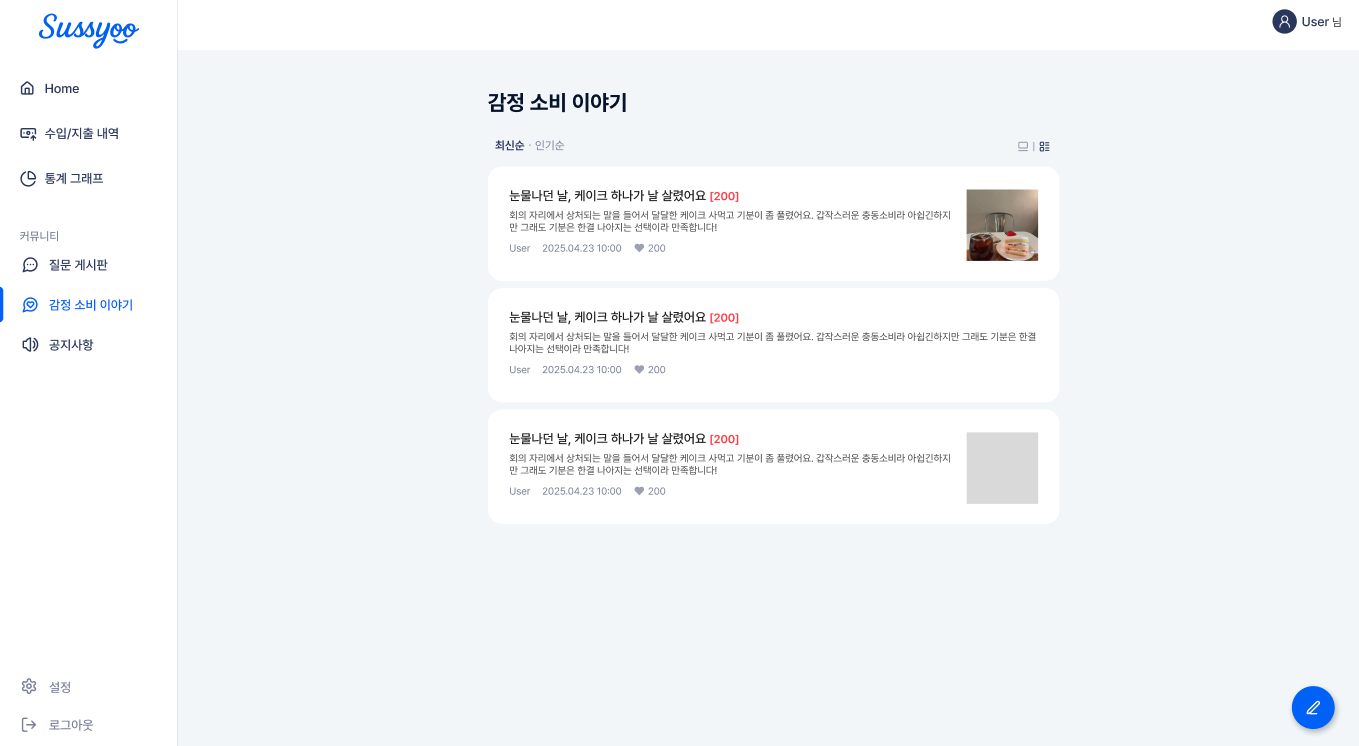 Sussyoo
User 님
Home
수입/지출 내역
통계 그래프
커뮤니티
질문 게시판
감정 소비 이야기
공지사항
설정
로그아웃
감정 소비 이야기
최신순 · 인기순
눈물나던 날, 케이크 하나가 날 살렸어요 [200]
회의 자리에서 상처되는 말을 들어서 달달한 케이크 사먹고 기분이 좀 풀렸어요. 갑작스러운 충동소비라 아쉽긴하지
만 그래도 기분은 한결 나아지는 선택이라 만족합니다!
User 2025.04.23 10:00 200
눈물나던 날, 케이크 하나가 날 살렸어요 [200]
회의 자리에서 상처되는 말을 들어서 달달한 케이크 사먹고 기분이 좀 풀렸어요. 갑작스러운 충동소비라 아쉽긴하지만 그래도 기분은 한결
나아지는 선택이라 만족합니다!
User 2025.04.23 10:00 200
눈물나던 날, 케이크 하나가 날 살렸어요 [200]
회의 자리에서 상처되는 말을 들어서 달달한 케이크 사먹고 기분이 좀 풀렸어요. 갑작스러운 충동소비라 아쉽긴하지
만 그래도 기분은 한결 나아지는 선택이라 만족합니다!
User 2025.04.23 10:00 200